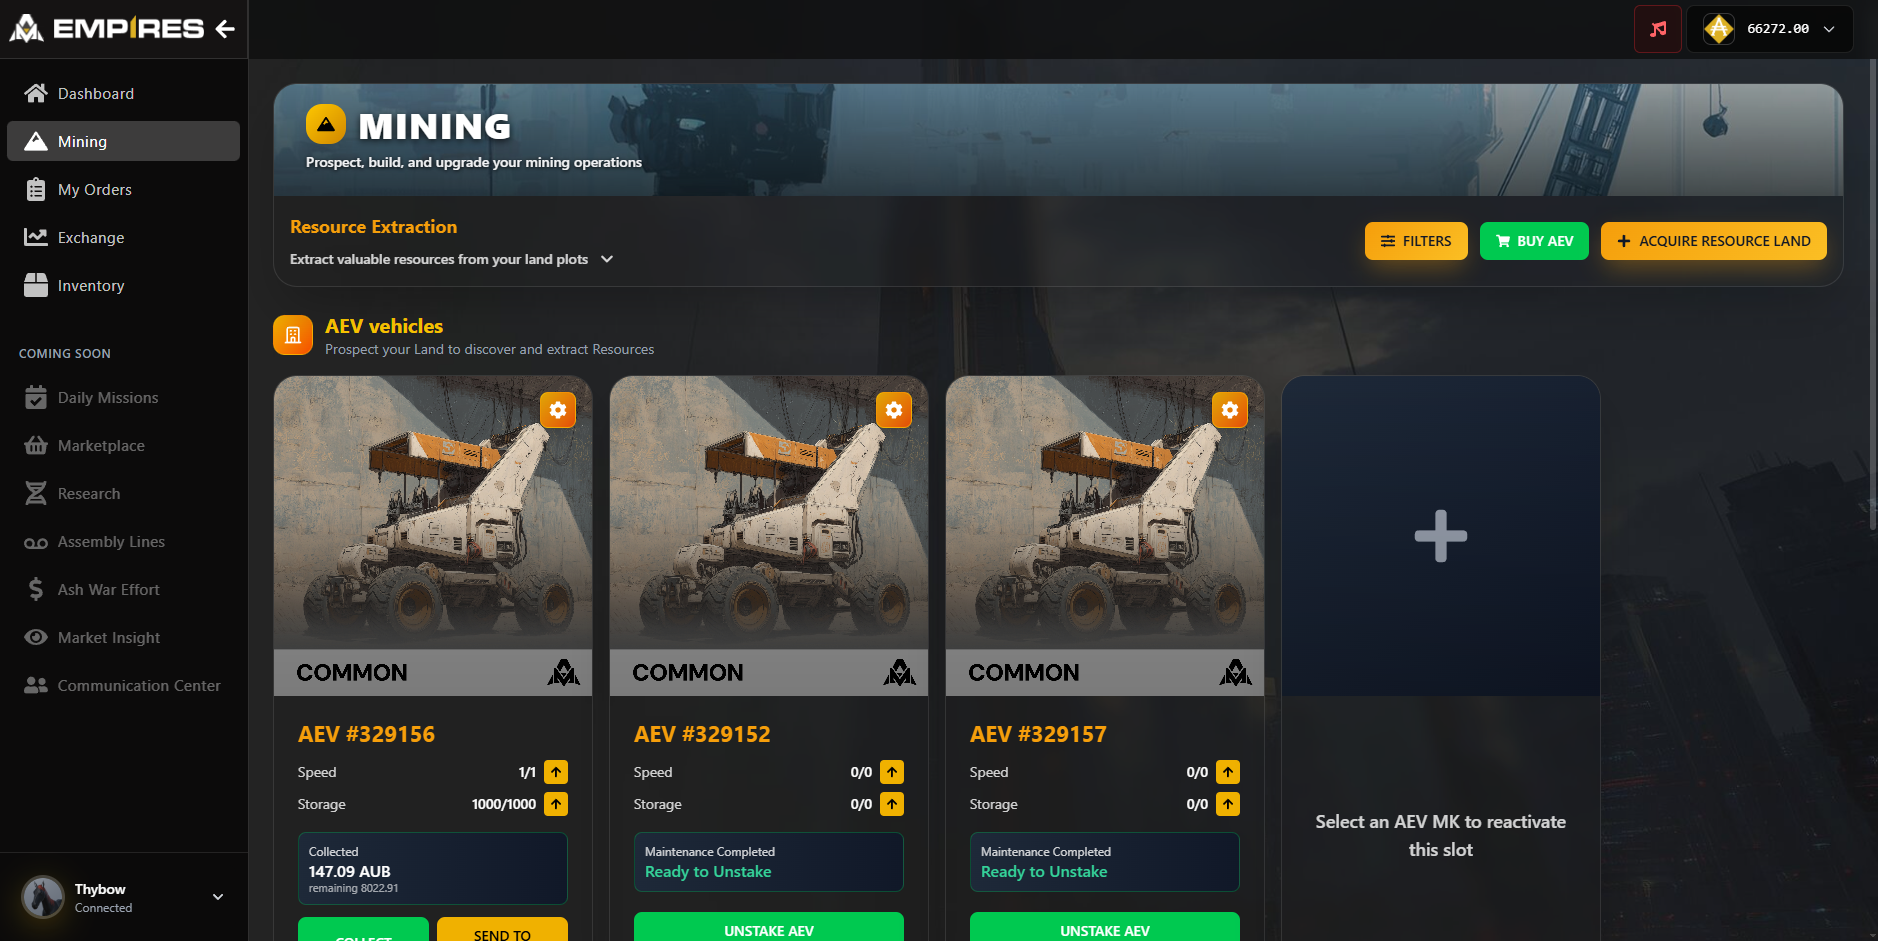 EMPIRES
66272.00
Dashboard
Mining
My Orders
Exchange
Inventory
COMING SOON
Daily Missions
Marketplace
Research
Assembly Lines
Ash War Effort
Market Insight
Communication Center
Thybow
Connected
MINING
Prospect, build, and upgrade your mining operations
Resource Extraction
Extract valuable resources from your land plots
FILTERS
BUY AEV
ACQUIRE RESOURCE LAND
AEV vehicles
Prospect your Land to discover and extract Resources
COMMON
AEV #329156
Speed 1/1
Storage 1000/1000
Collected
147.09 AUB
remaining 8022.91
COLLECT
SEND TO
COMMON
AEV #329152
Speed 0/0
Storage 0/0
Maintenance Completed
Ready to Unstake
UNSTAKE AEV
COMMON
AEV #329157
Speed 0/0
Storage 0/0
Maintenance Completed
Ready to Unstake
UNSTAKE AEV
Select an AEV MK to reactivate
this slot